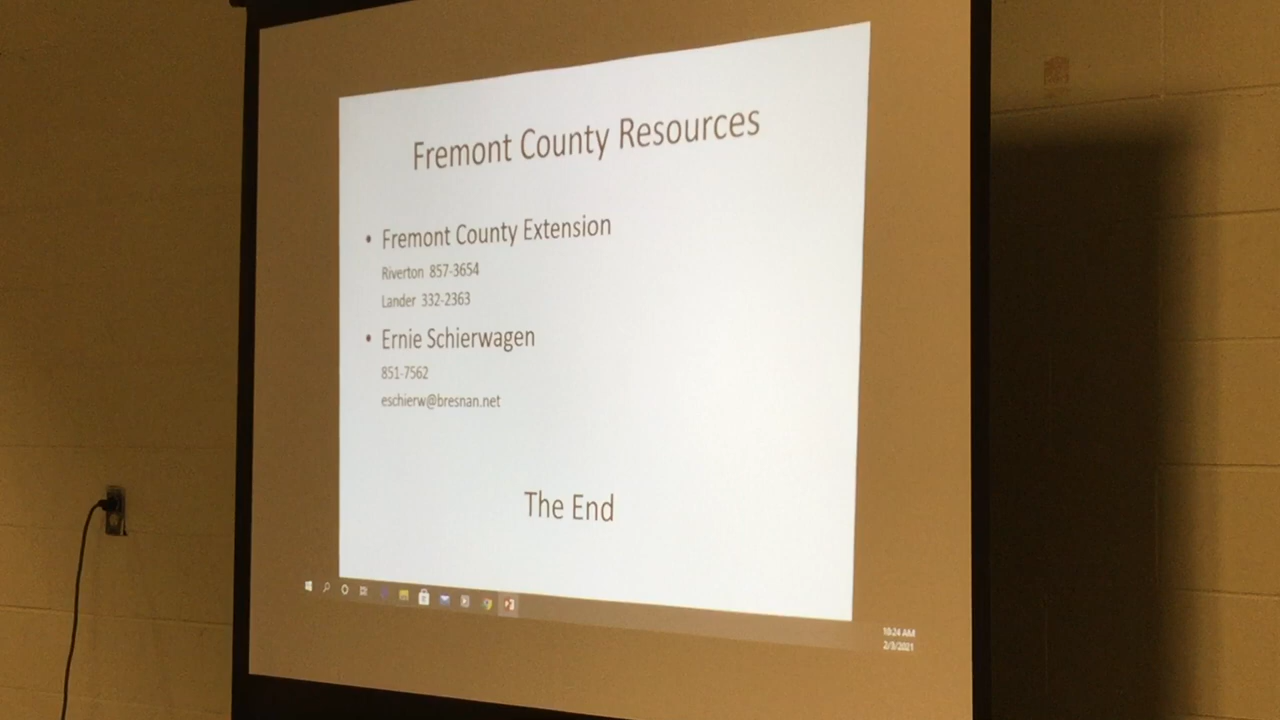 Fremont County Resources
• Fremont County Extension
Riverton 857-3654
Lander 332-2363
• Ernie Schierwagen
851-7562
eschierw@bresnan.net
The End
10:24 AM
2/3/2021